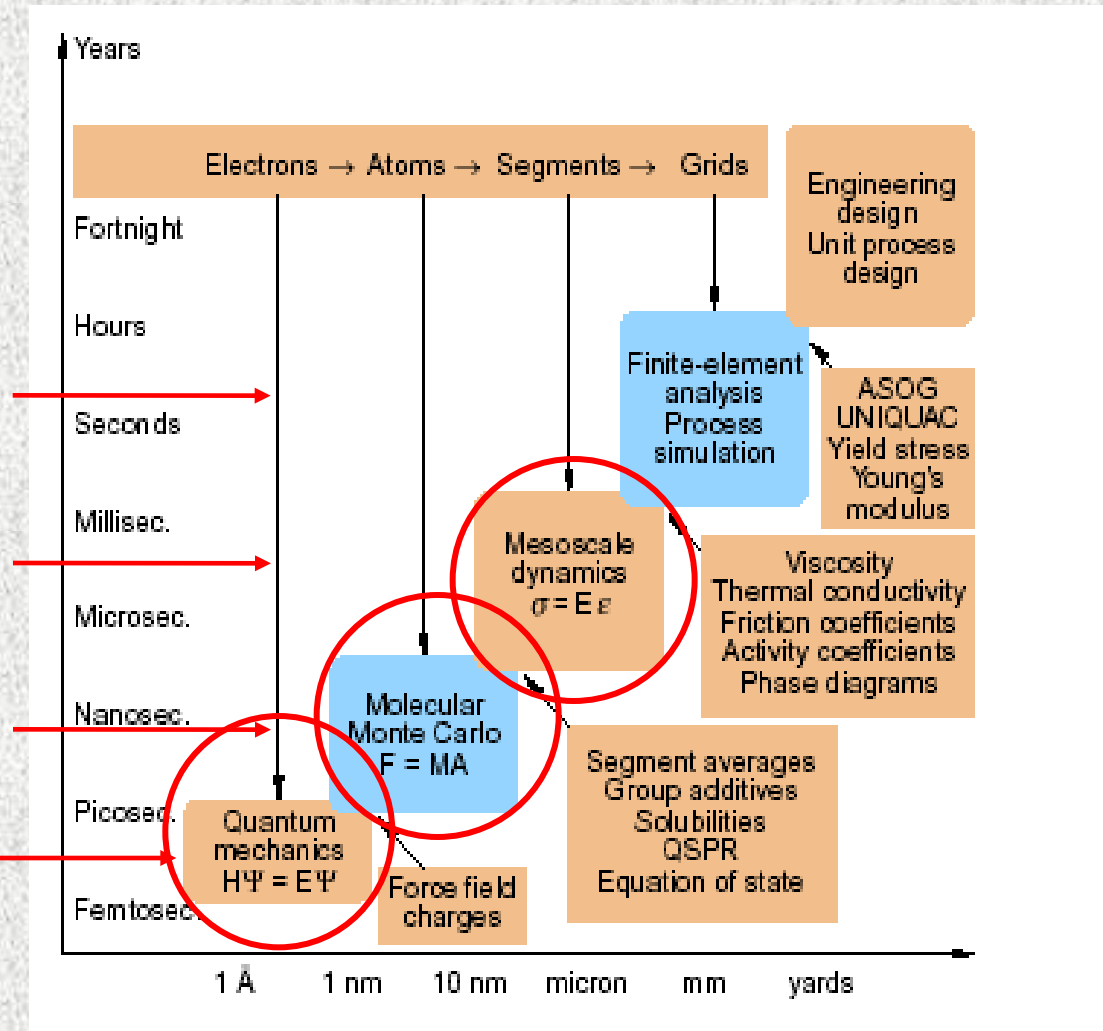 Years
Electrons → Atoms → Segments → Grids
Engineering
design
Unit process
design
Fortnight
Hours
Seconds
Millisec.
Microsec.
Nanosec.
Picosec.
Femtosec.
Finite-element
analysis
Process
simulation
ASOG
UNIQUAC
Yield stress
Young's
modulus
Mesoscale
dynamics
σ = E ε
Viscosity
Thermal conductivity
Friction coefficients
Activity coefficients
Phase diagrams
Molecular
Monte Carlo
F = MA
Segment averages
Group additives
Solubilities
QSPR
Equation of state
Quantum
mechanics
HΨ = EΨ
Force field
charges
1 Å 1 nm 10 nm micron mm yards